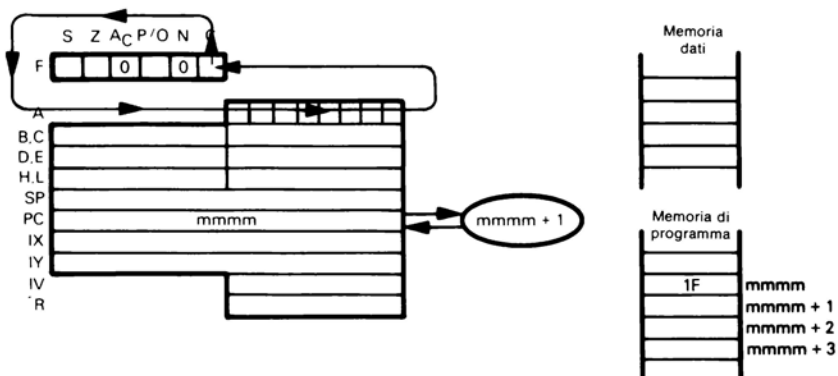 S Z A_C P/O N C
F 0 0
A
B,C
D,E
H,L
SP
PC mmmm mmmm + 1
IX
IY
IV
R
Memoria
dati
Memoria di
programma
1F mmmm
mmmm + 1
mmmm + 2
mmmm + 3